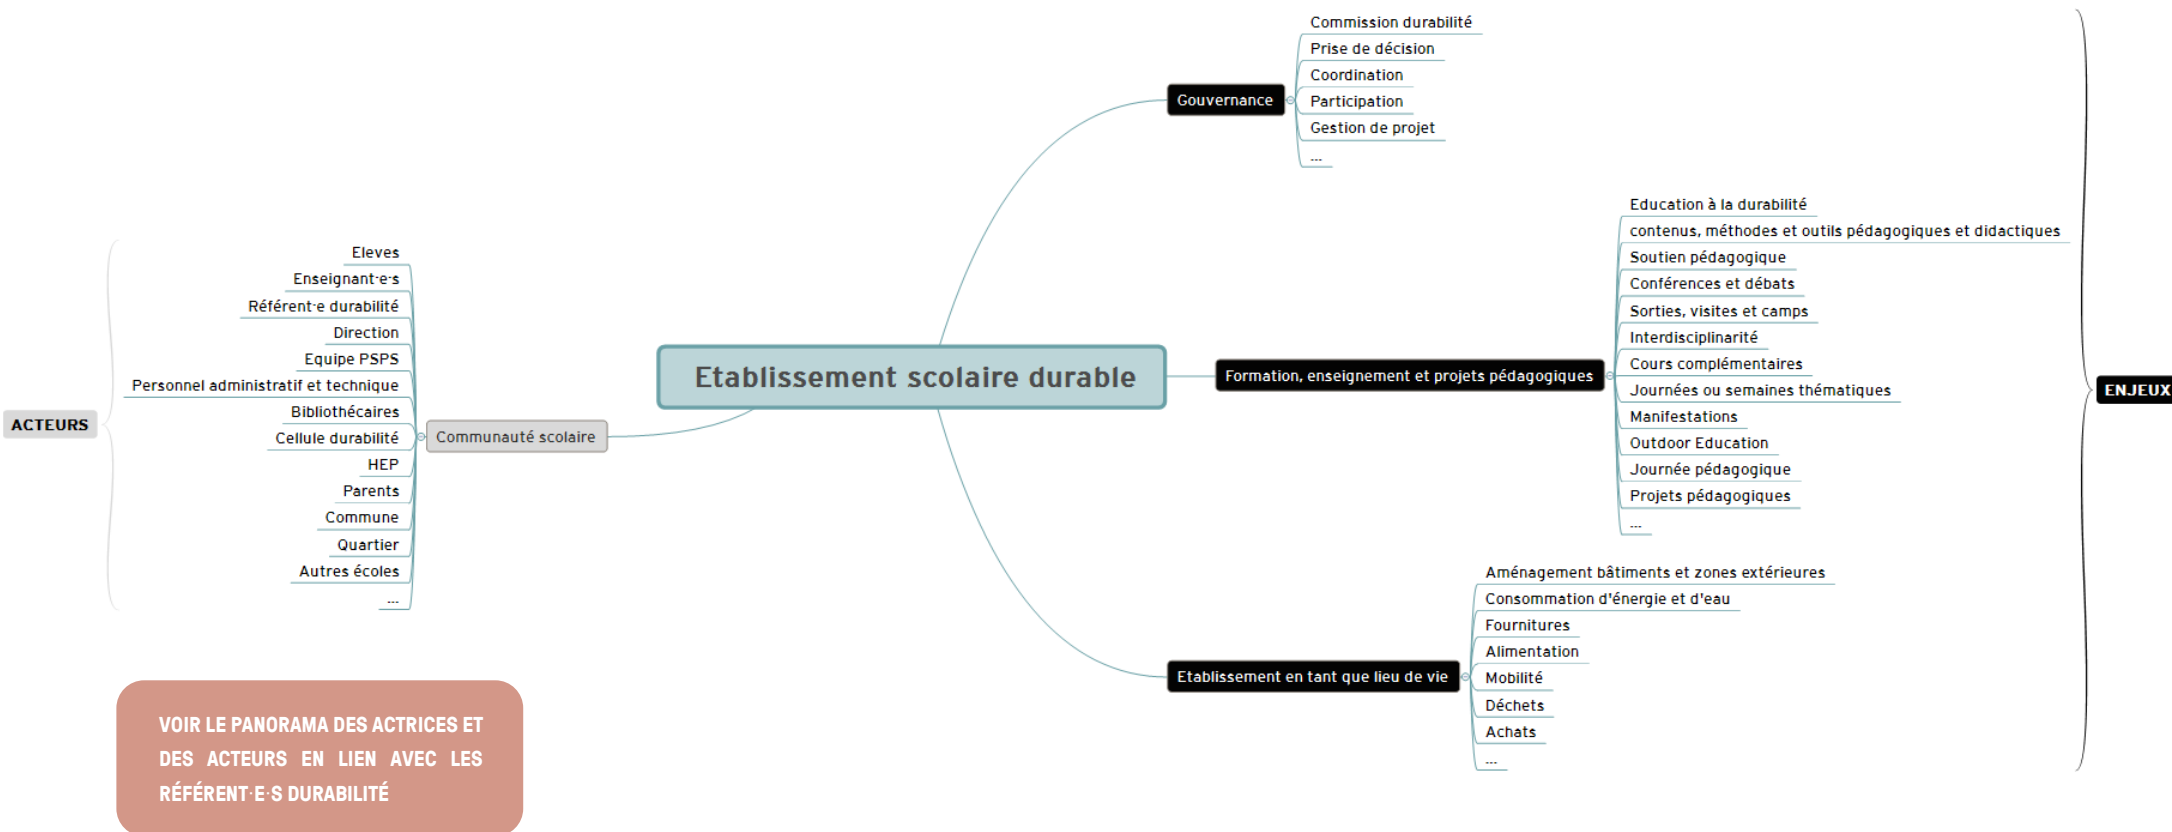 ACTEURS
Eleves
Enseignant·e·s
Référent·e durabilité
Direction
Equipe PSPS
Personnel administratif et technique
Bibliothécaires
Cellule durabilité
HEP
Parents
Commune
Quartier
Autres écoles
...
Communauté scolaire
Etablissement scolaire durable
Gouvernance
Commission durabilité
Prise de décision
Coordination
Participation
Gestion de projet
...
Formation, enseignement et projets pédagogiques
Education à la durabilité
contenus, méthodes et outils pédagogiques et didactiques
Soutien pédagogique
Conférences et débats
Sorties, visites et camps
Interdisciplinarité
Cours complémentaires
Journées ou semaines thématiques
Manifestations
Outdoor Education
Journée pédagogique
Projets pédagogiques
...
Etablissement en tant que lieu de vie
Aménagement bâtiments et zones extérieures
Consommation d'énergie et d'eau
Fournitures
Alimentation
Mobilité
Déchets
Achats
...
ENJEUX
VOIR LE PANORAMA DES ACTRICES ET
DES ACTEURS EN LIEN AVEC LES
RÉFÉRENT·E·S DURABILITÉ